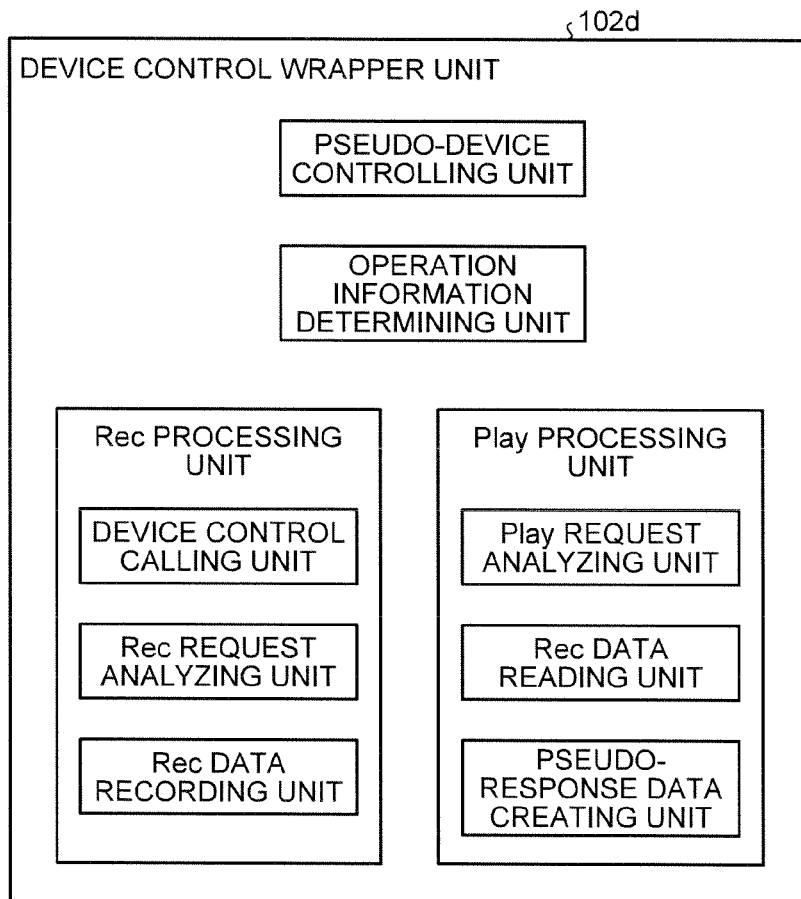 102d
DEVICE CONTROL WRAPPER UNIT
PSEUDO-DEVICE
CONTROLLING UNIT
OPERATION
INFORMATION
DETERMINING UNIT
Rec PROCESSING
UNIT
DEVICE CONTROL
CALLING UNIT
Rec REQUEST
ANALYZING UNIT
Rec DATA
RECORDING UNIT
Play PROCESSING
UNIT
Play REQUEST
ANALYZING UNIT
Rec DATA
READING UNIT
PSEUDO-
RESPONSE DATA
CREATING UNIT